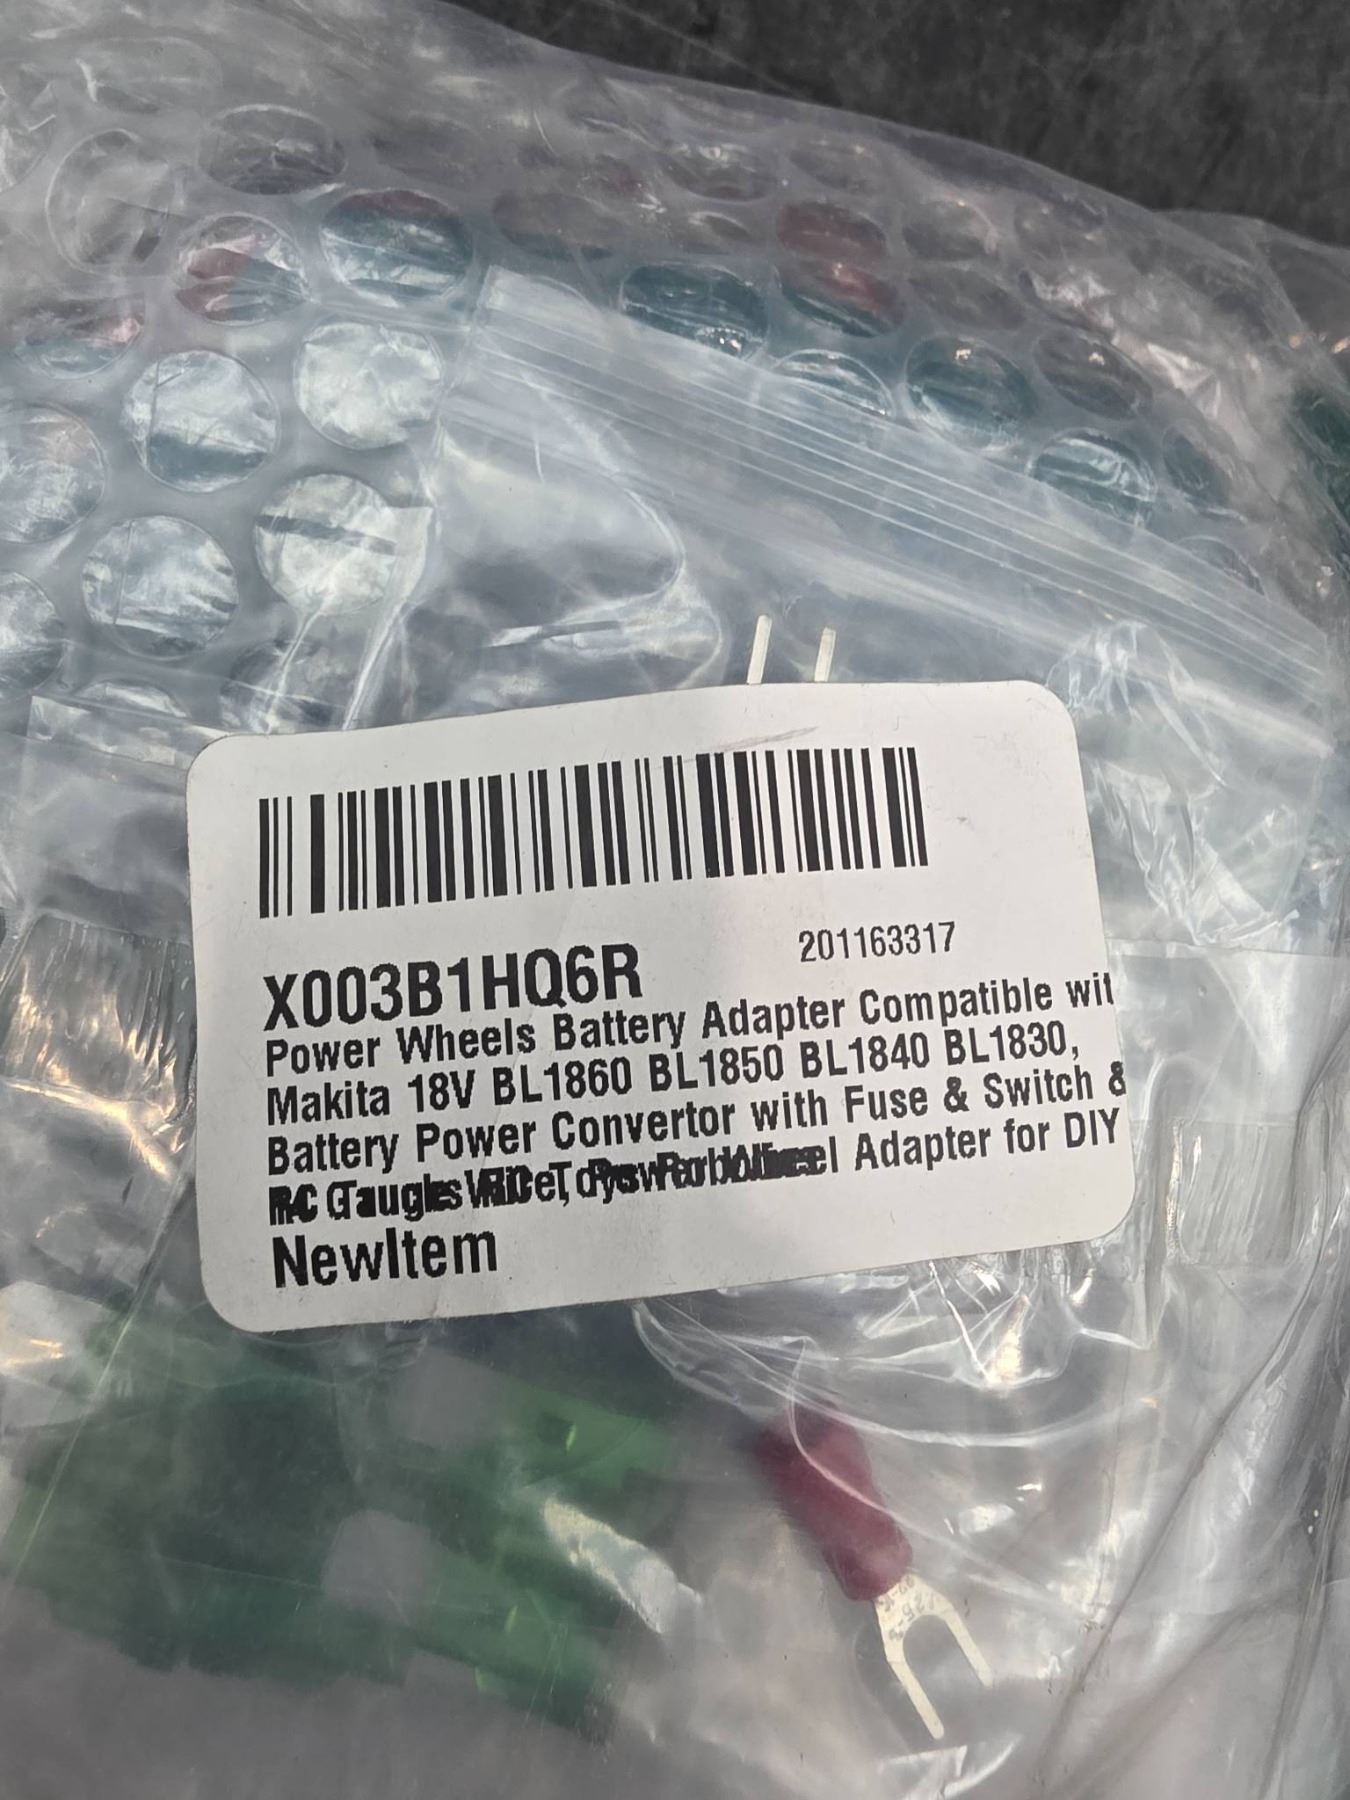 201163317
X003B1HQ6R
Power Wheels Battery Adapter Compatible wit
Makita 18V BL1860 BL1850 BL1840 BL1830,
Battery Power Convertor with Fuse & Switch &
Adapter for DIY
NewItem